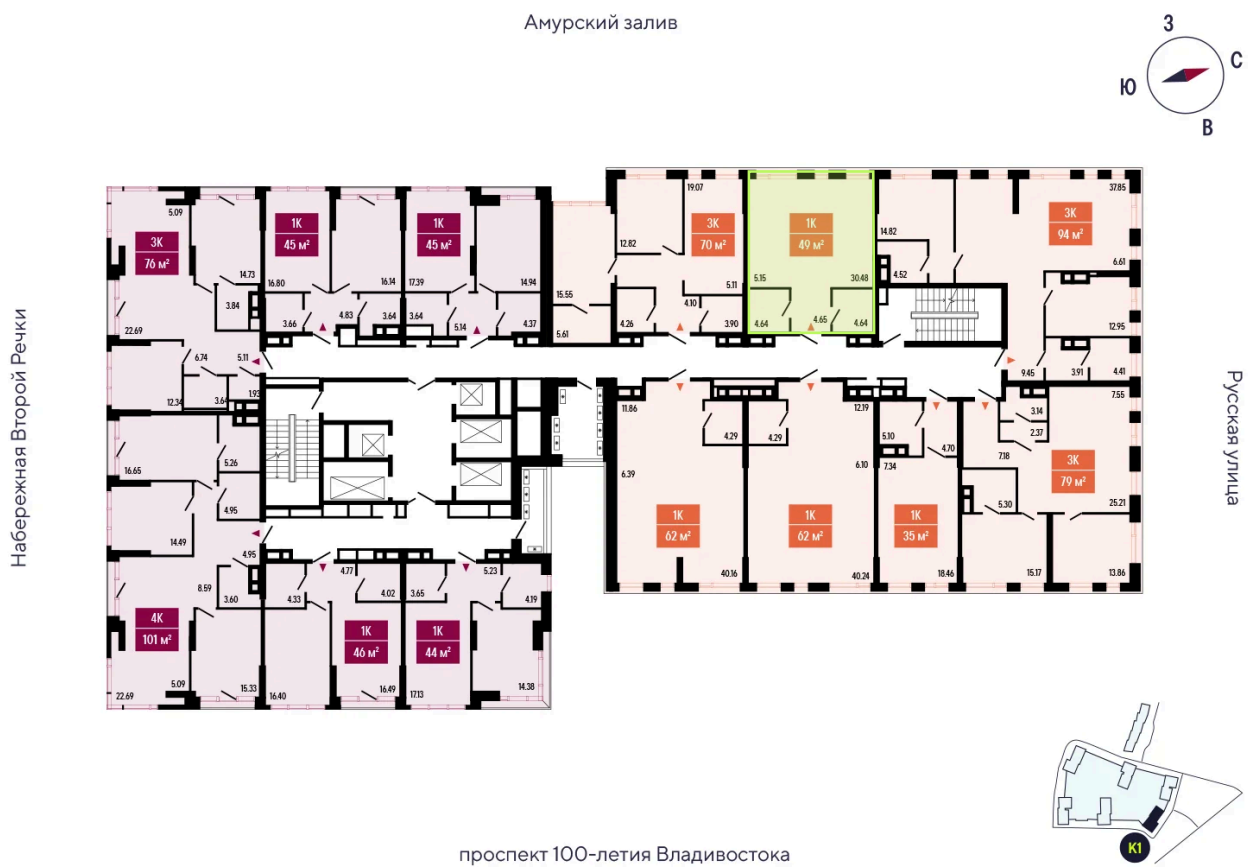 Амурский залив
З
С
Ю
В
Набережная Второй Речки
Русская улица
5.09
3К
76 м²
14.73
3.84
22.69
1К
45 м²
16.80
16.14
3.66
4.83
3.64
1К
45 м²
17.39
14.94
3.64
5.14
4.37
15.55
5.61
19.07
3К
70 м²
12.82
5.11
4.10
4.26
3.90
1К
49 м²
5.15
30.48
4.64
4.65
4.64
14.82
4.52
37.85
3К
94 м²
6.61
12.95
9.45
3.91
4.41
6.74
5.11
12.34
3.64
1.93
16.65
5.26
4.95
14.49
4.95
8.59
3.60
4К
101 м²
22.69
5.09
15.33
4.77
4.33
4.02
1К
46 м²
16.40
16.49
5.23
3.65
4.19
1К
44 м²
17.13
14.38
11.86
4.29
6.39
1К
62 м²
40.16
12.19
4.29
6.10
1К
62 м²
40.24
5.10
4.70
7.34
1К
35 м²
18.46
7.55
3.14
2.37
7.18
3К
79 м²
25.21
5.30
15.17
13.86
К1
проспект 100-летия Владивостока